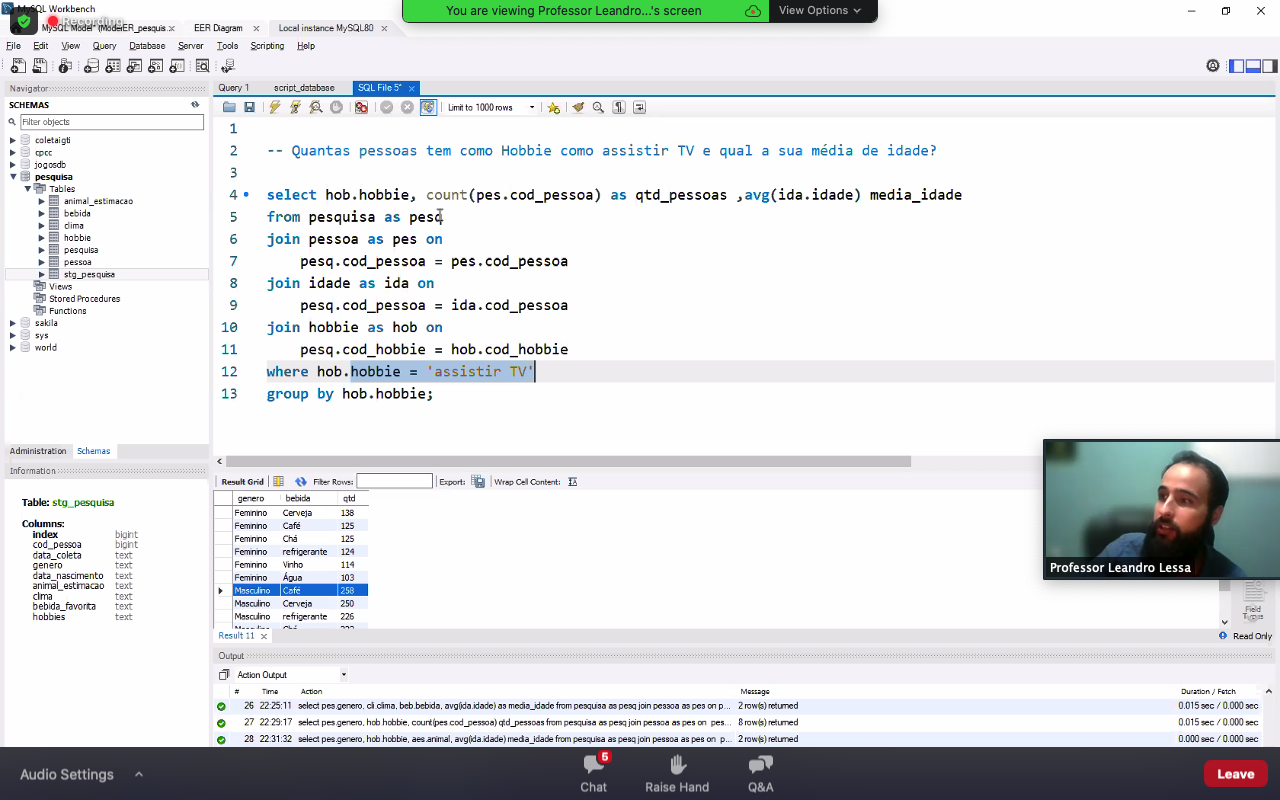 MySQL Workbench
Recording
You are viewing Professor Leandro...'s screen
View Options
MySQL Model* (ModerER_pesquis...
EER Diagram
Local instance MySQL80
File Edit View Query Database Server Tools Scripting Help
Navigator
SCHEMAS
Filter objects
coletaigti
cpcc
jogosdb
pesquisa
Tables
animal_estimacao
bebida
clima
hobbie
pesquisa
pessoa
stg_pesquisa
Views
Stored Procedures
Functions
sakila
sys
world
Administration Schemas
Information
Table: stg_pesquisa
Columns:
index bigint
cod_pessoa bigint
data_coleta text
genero text
data_nascimento text
animal_estimacao text
clima text
bebida_favorita text
hobbies text
Query 1 script_database SQL File 5*
Limit to 1000 rows
1
2 -- Quantas pessoas tem como Hobbie como assistir TV e qual a sua média de idade?
3
4 select hob.hobbie, count(pes.cod_pessoa) as qtd_pessoas ,avg(ida.idade) media_idade
5 from pesquisa as pesq
6 join pessoa as pes on
7 pesq.cod_pessoa = pes.cod_pessoa
8 join idade as ida on
9 pesq.cod_pessoa = ida.cod_pessoa
10 join hobbie as hob on
11 pesq.cod_hobbie = hob.cod_hobbie
12 where hob.hobbie = 'assistir TV'
13 group by hob.hobbie;
Result Grid Filter Rows: Export: Wrap Cell Content:
genero bebida qtd
Feminino Cerveja 138
Feminino Café 125
Feminino Chá 125
Feminino refrigerante 124
Feminino Vinho 114
Feminino Água 103
Masculino Café 258
Masculino Cerveja 250
Masculino refrigerante 226
Professor Leandro Lessa
Field
Types
Result 11
Read Only
Output
Action Output
# Time Action Message Duration / Fetch
26 22:25:11 select pes.genero, cli.clima, beb.bebida, avg(ida.idade) as media_idade from pesquisa as pesq join pessoa as pes on p... 2 row(s) returned 0.015 sec / 0.000 sec
27 22:29:17 select pes.genero, hob.hobbie, count(pes.cod_pessoa) qtd_pessoas from pesquisa as pesq join pessoa as pes on pes... 8 row(s) returned 0.000 sec / 0.000 sec
28 22:31:32 select pes.genero, hob.hobbie, aes.animal, avg(ida.idade) media_idade from pesquisa as pesq join pessoa as pes on p... 2 row(s) returned 0.015 sec / 0.000 sec
Audio Settings
5
Chat
Raise Hand
Q&A
Leave